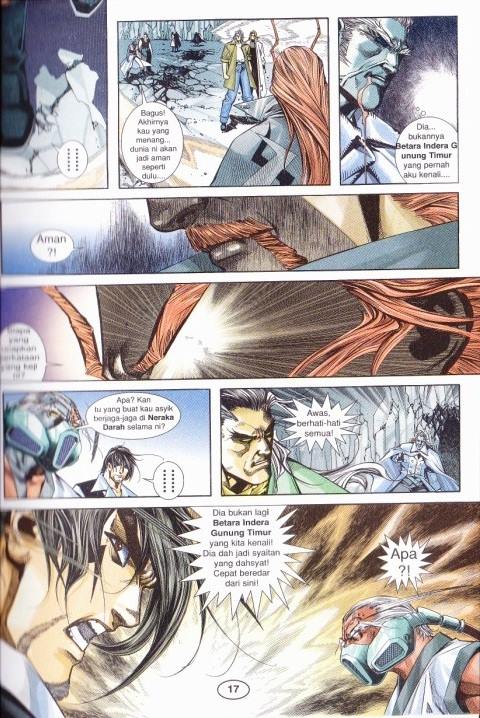 Bagus!
Akhirnya
kau yang
menang...
dunia ni akan
jadi aman
seperti
dulu....
Dia...
bukannya
Betara Indera G
unung Timur
yang pernah
aku kenali....
Aman
?!
yang
yang
Apa? Kan
tu yang buat kau asyik
berjaga-jaga di Neraka
Darah selama ni?
Awas,
berhati-hati
semua!
Dia bukan lagi
Betara Indera
Gunung Timur
yang kita kenali!
Dia dah jadi syaitan
yang dahsyat!
Cepat beredar
dari sini!
Apa
?!
17